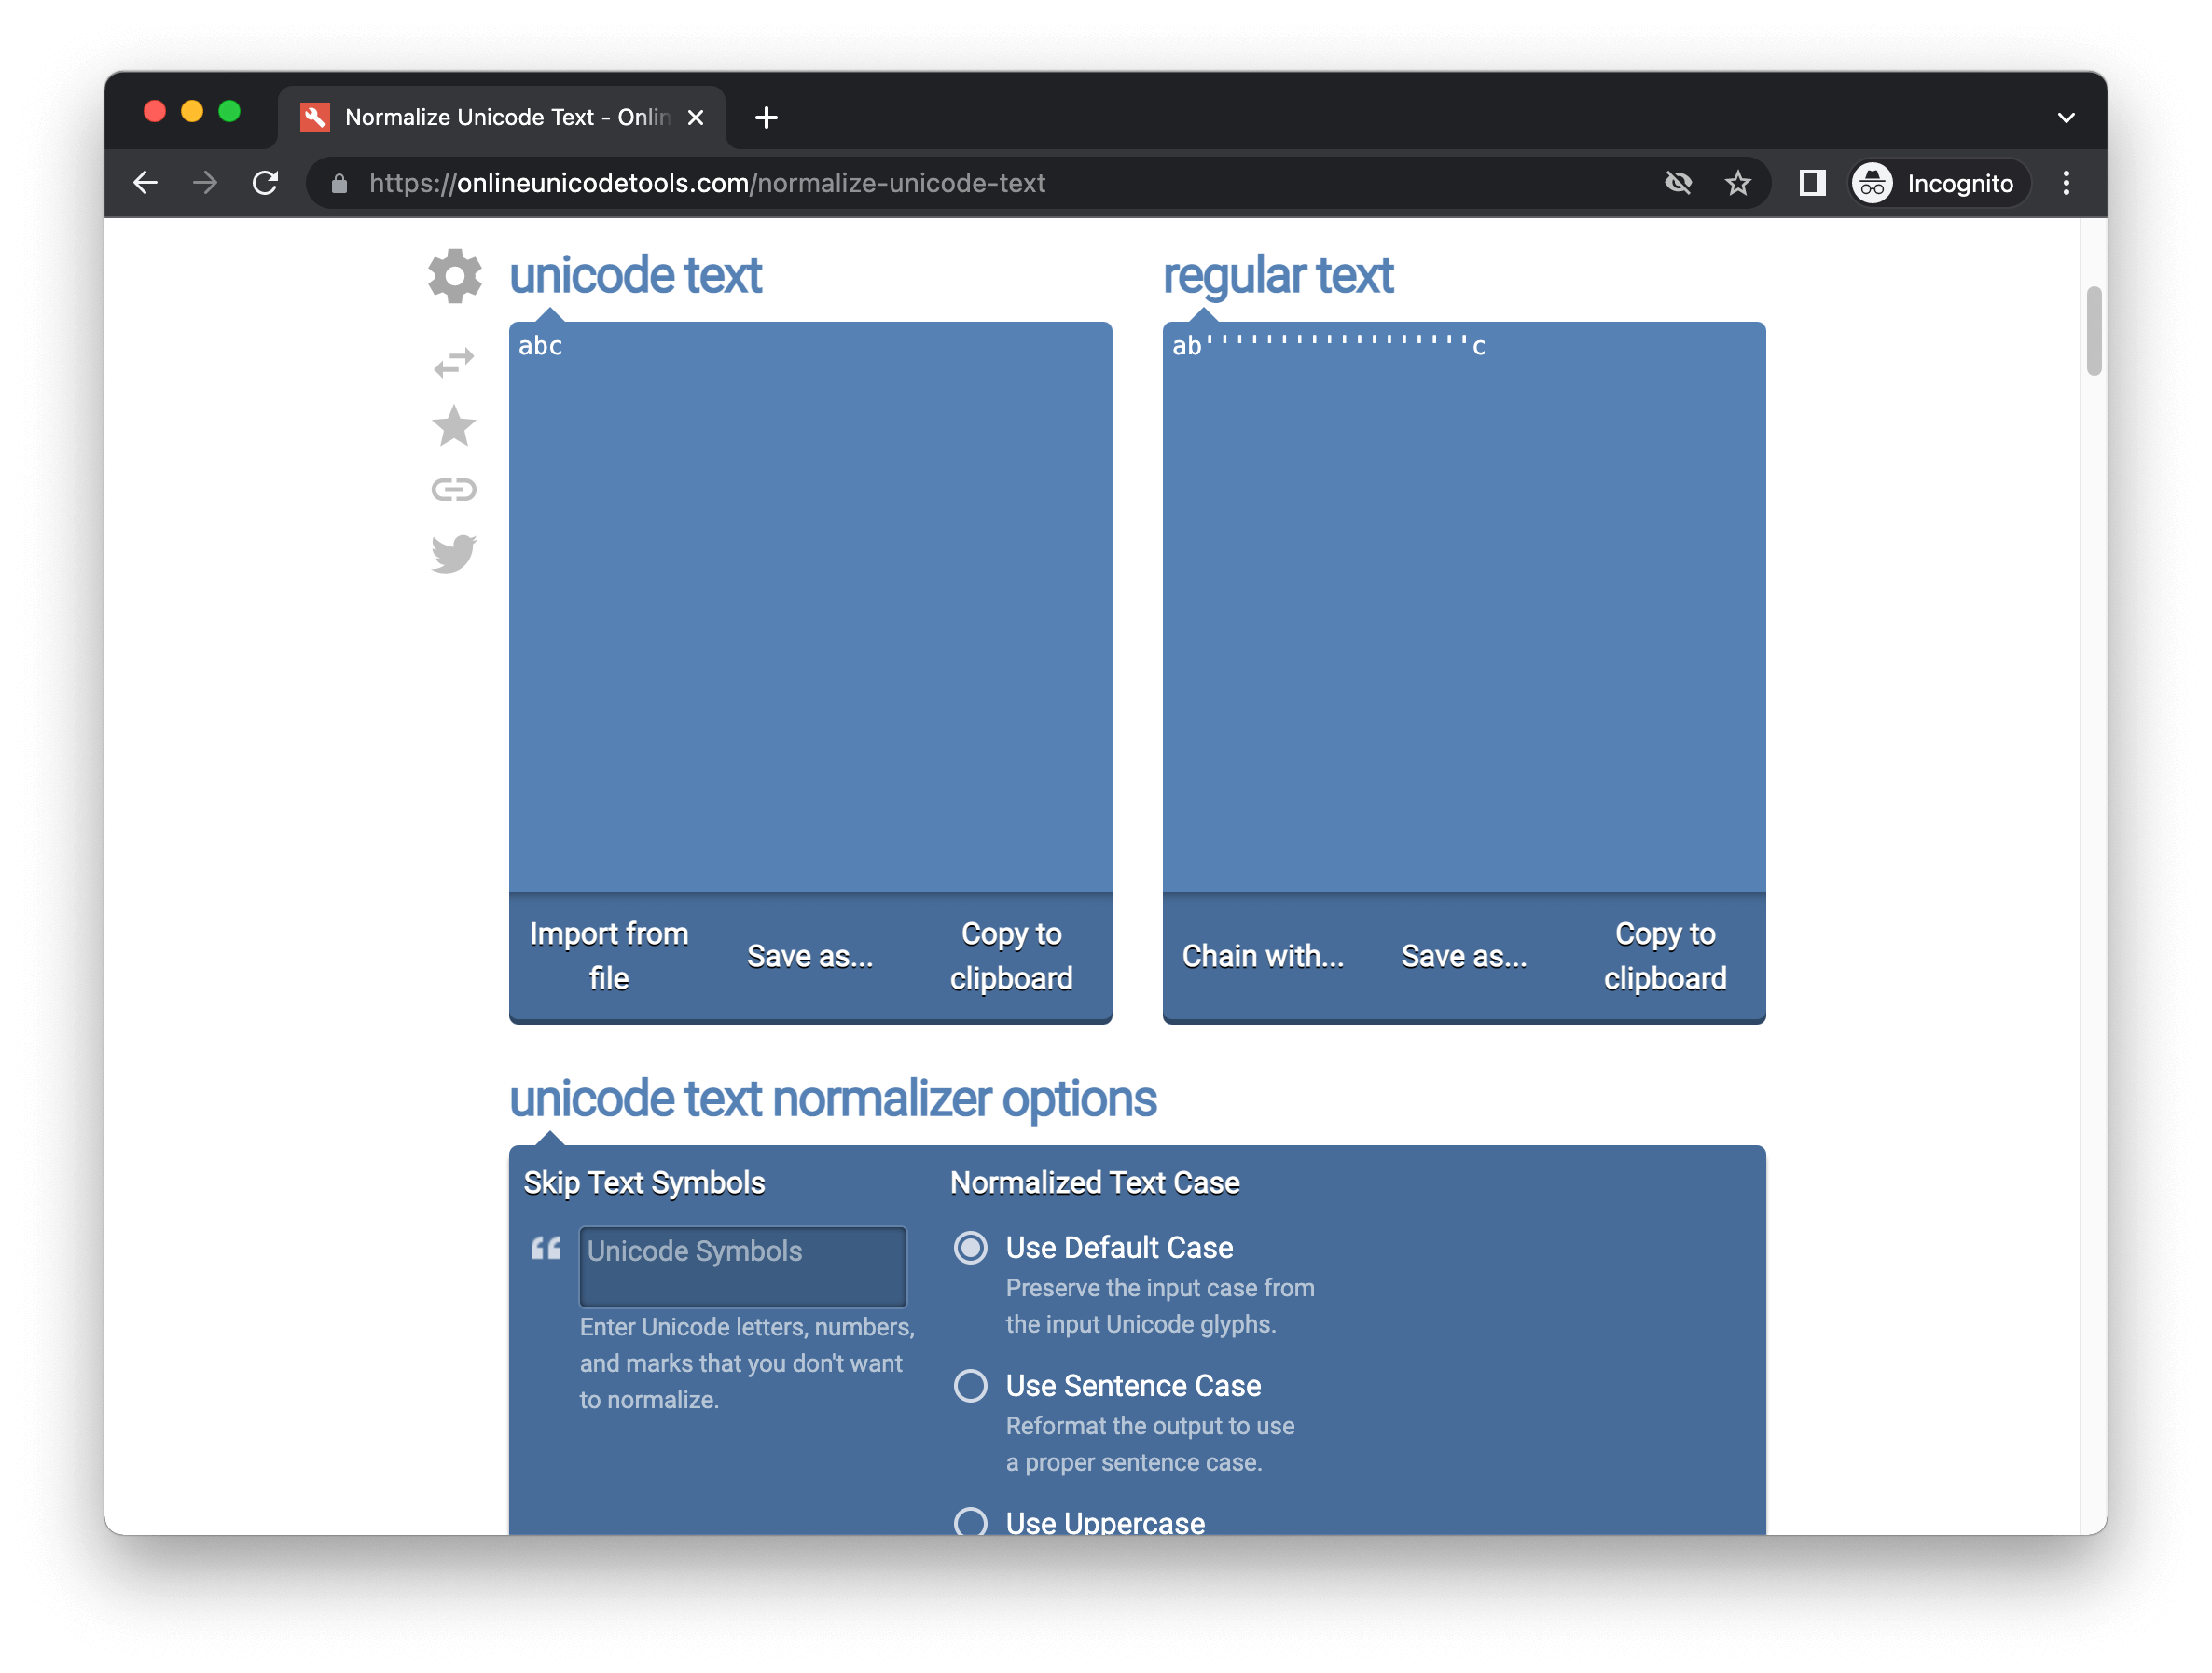 Normalize Unicode Text - Onlin
https://onlineunicodetools.com/normalize-unicode-text
Incognito
unicode text
regular text
abc
ab''''''''''''''''''c
Import from
file
Save as...
Copy to
clipboard
Chain with...
Save as...
Copy to
clipboard
unicode text normalizer options
Skip Text Symbols
Unicode Symbols
Enter Unicode letters, numbers,
and marks that you don't want
to normalize.
Normalized Text Case
Use Default Case
Preserve the input case from
the input Unicode glyphs.
Use Sentence Case
Reformat the output to use
a proper sentence case.
Use Uppercase